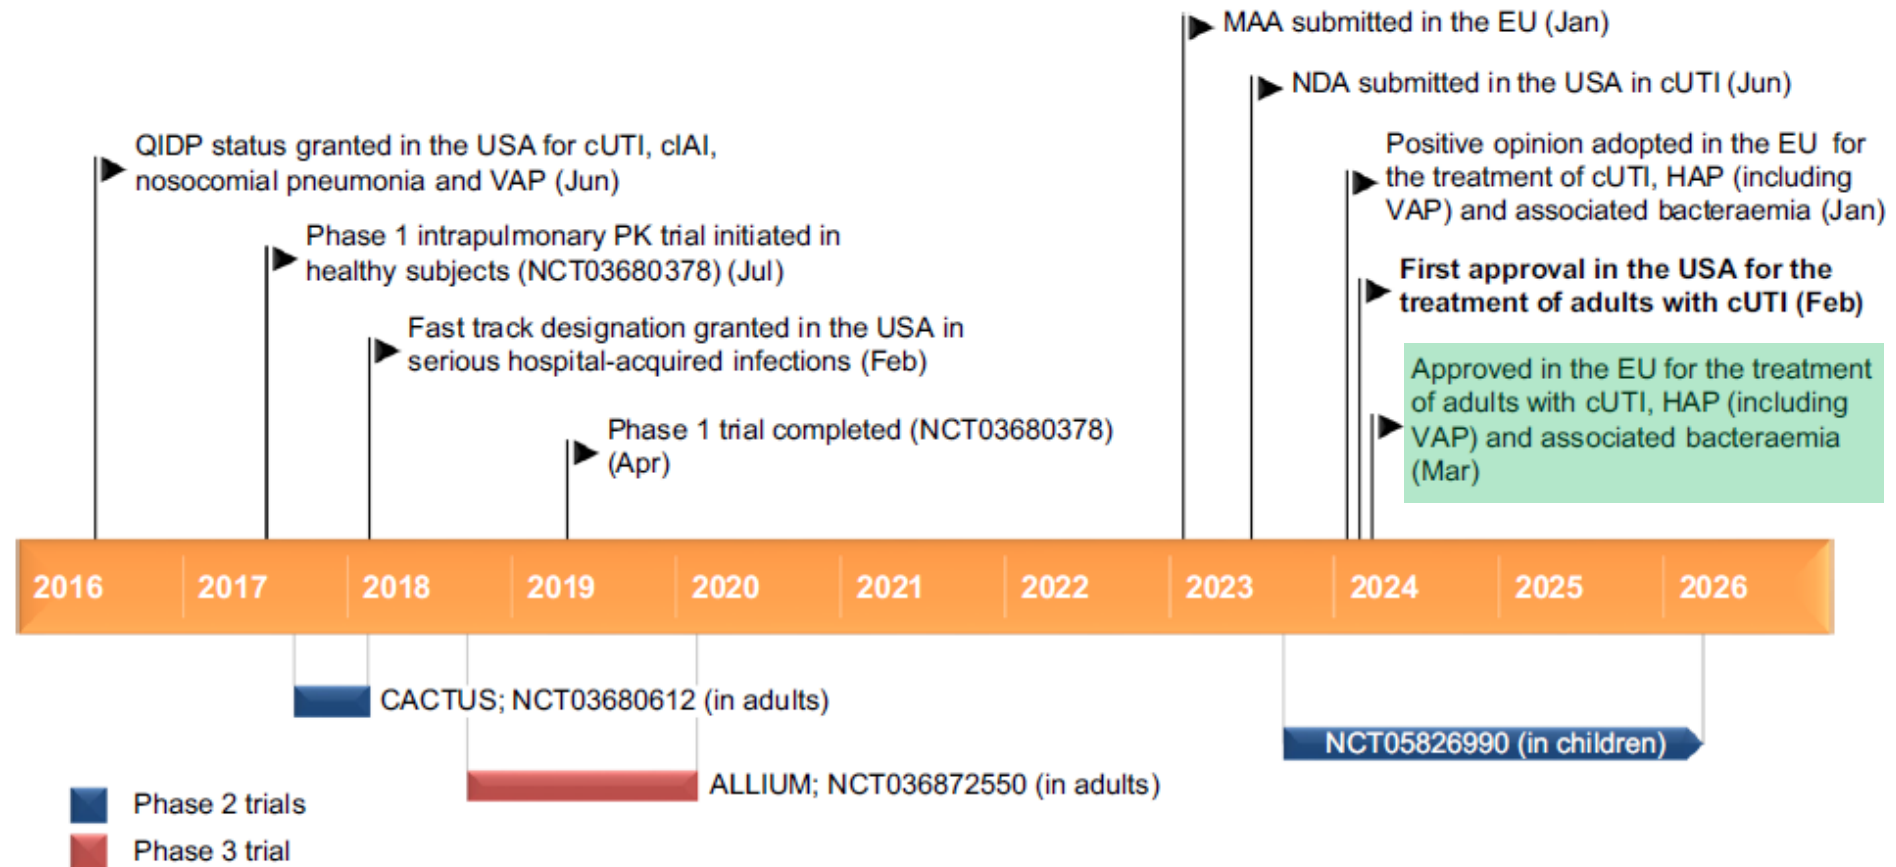 MAA submitted in the EU (Jan)
NDA submitted in the USA in cUTI (Jun)
QIDP status granted in the USA for cUTI, cIAI,
nosocomial pneumonia and VAP (Jun)
Positive opinion adopted in the EU for
the treatment of cUTI, HAP (including
VAP) and associated bacteraemia (Jan)
Phase 1 intrapulmonary PK trial initiated in
healthy subjects (NCT03680378) (Jul)
First approval in the USA for the
treatment of adults with cUTI (Feb)
Fast track designation granted in the USA in
serious hospital-acquired infections (Feb)
Approved in the EU for the treatment
of adults with cUTI, HAP (including
VAP) and associated bacteraemia
(Mar)
Phase 1 trial completed (NCT03680378)
(Apr)
2016 2017 2018 2019 2020 2021 2022 2023 2024 2025 2026
CACTUS; NCT03680612 (in adults)
NCT05826990 (in children)
ALLIUM; NCT036872550 (in adults)
Phase 2 trials
Phase 3 trial